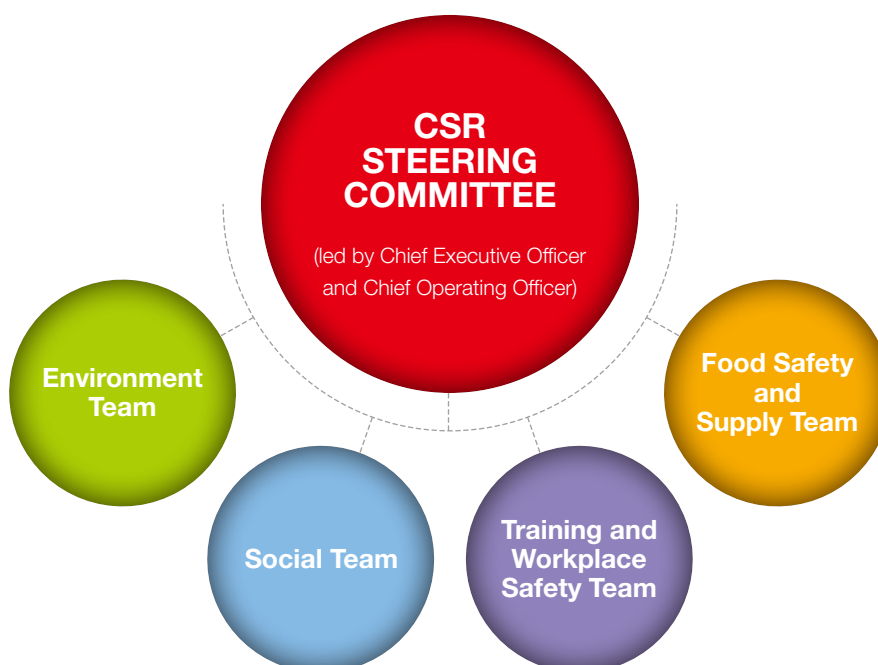 CSR
STEERING
COMMITTEE
(led by Chief Executive Officer
and Chief Operating Officer)
Environment
Team
Food Safety
and
Supply Team
Social Team
Training and
Workplace
Safety Team